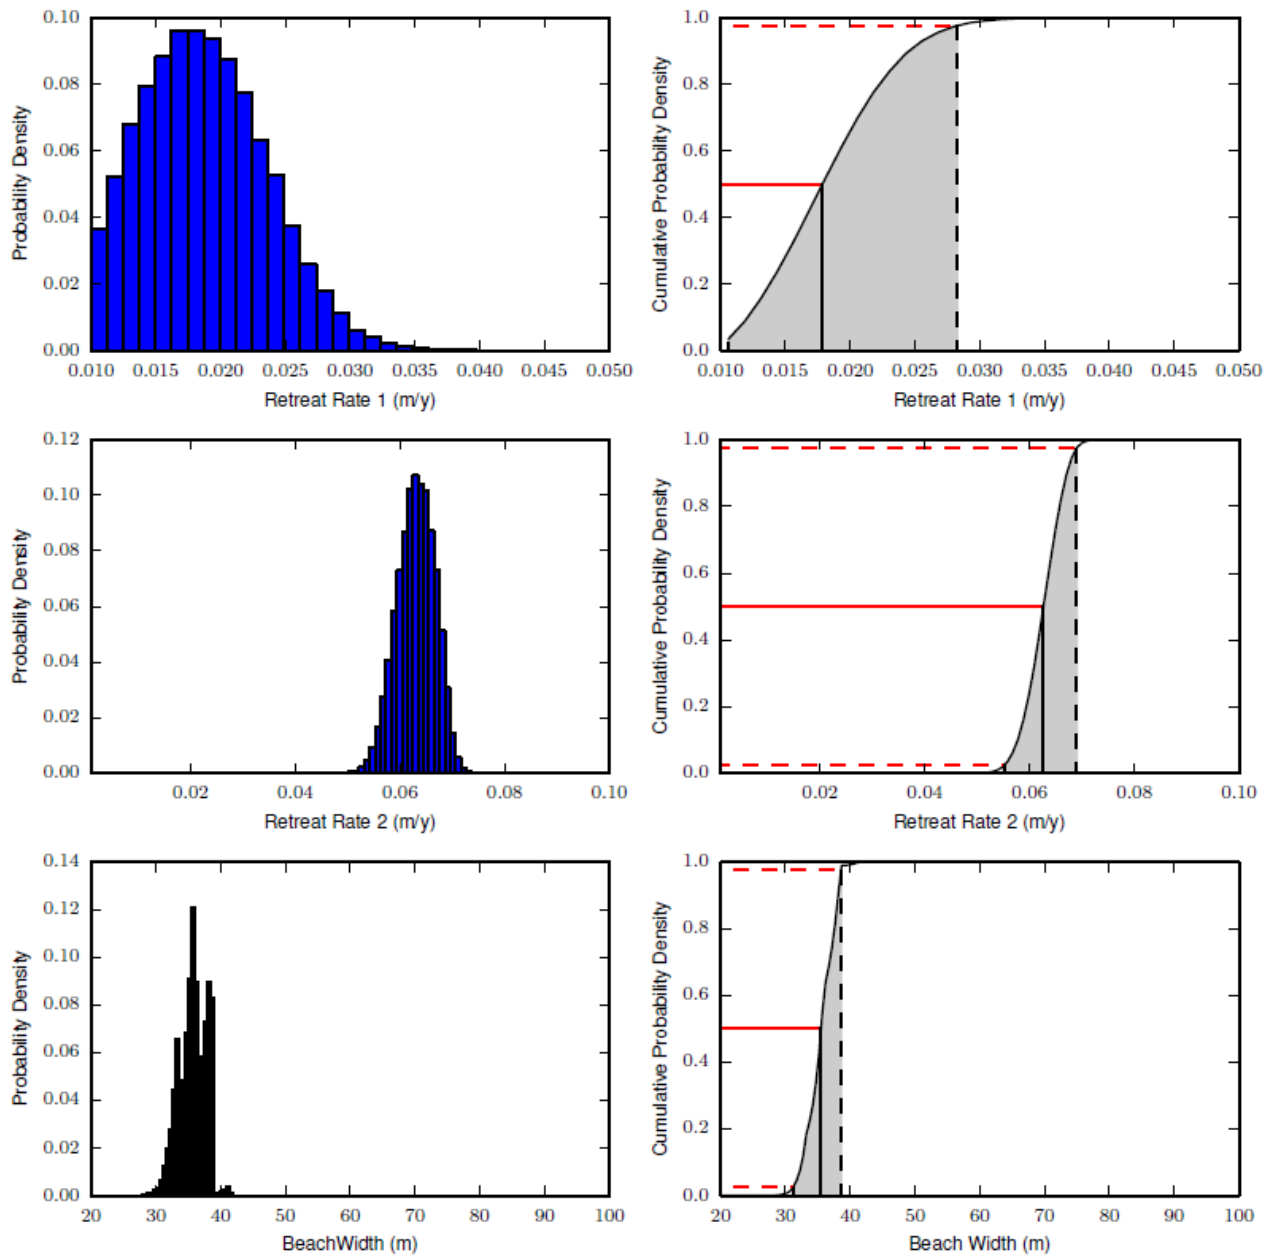 0.10
0.08
0.06
0.04
0.02
0.00
Probability Density
0.010 0.015 0.020 0.025 0.030 0.035 0.040 0.045 0.050
Retreat Rate 1 (m/y)
1.0
0.8
0.6
0.4
0.2
0.0
Cumulative Probability Density
0.010 0.015 0.020 0.025 0.030 0.035 0.040 0.045 0.050
Retreat Rate 1 (m/y)
0.12
0.10
0.08
0.06
0.04
0.02
0.00
Probability Density
0.02 0.04 0.06 0.08 0.10
Retreat Rate 2 (m/y)
1.0
0.8
0.6
0.4
0.2
0.0
Cumulative Probability Density
0.02 0.04 0.06 0.08 0.10
Retreat Rate 2 (m/y)
0.14
0.12
0.10
0.08
0.06
0.04
0.02
0.00
Probability Density
20 30 40 50 60 70 80 90 100
BeachWidth (m)
1.0
0.8
0.6
0.4
0.2
0.0
Cumulative Probability Density
20 30 40 50 60 70 80 90 100
Beach Width (m)